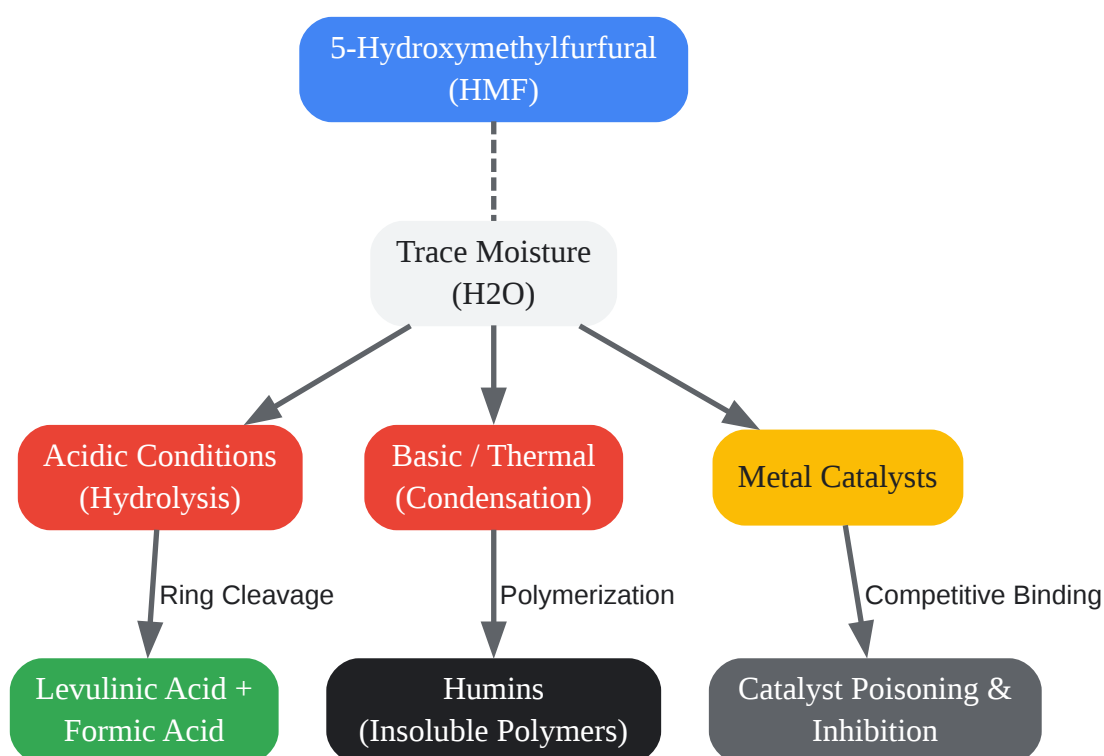 5-Hydroxymethylfurfural
(HMF)
Trace Moisture
(H2O)
Acidic Conditions
(Hydrolysis)
Basic / Thermal
(Condensation)
Metal Catalysts
Ring Cleavage
Polymerization
Competitive Binding
Levulinic Acid +
Formic Acid
Humins
(Insoluble Polymers)
Catalyst Poisoning &
Inhibition